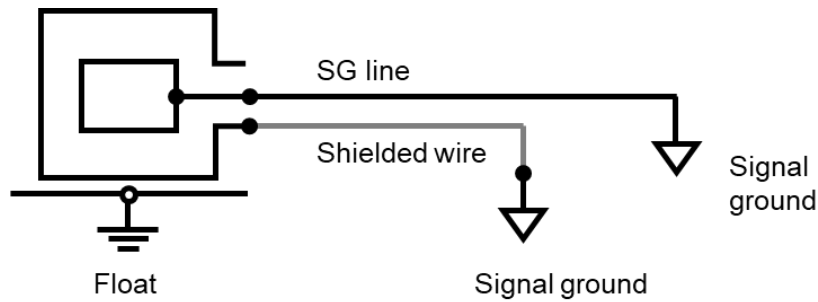 SG line
Shielded wire
Signal
ground
Float
Signal ground